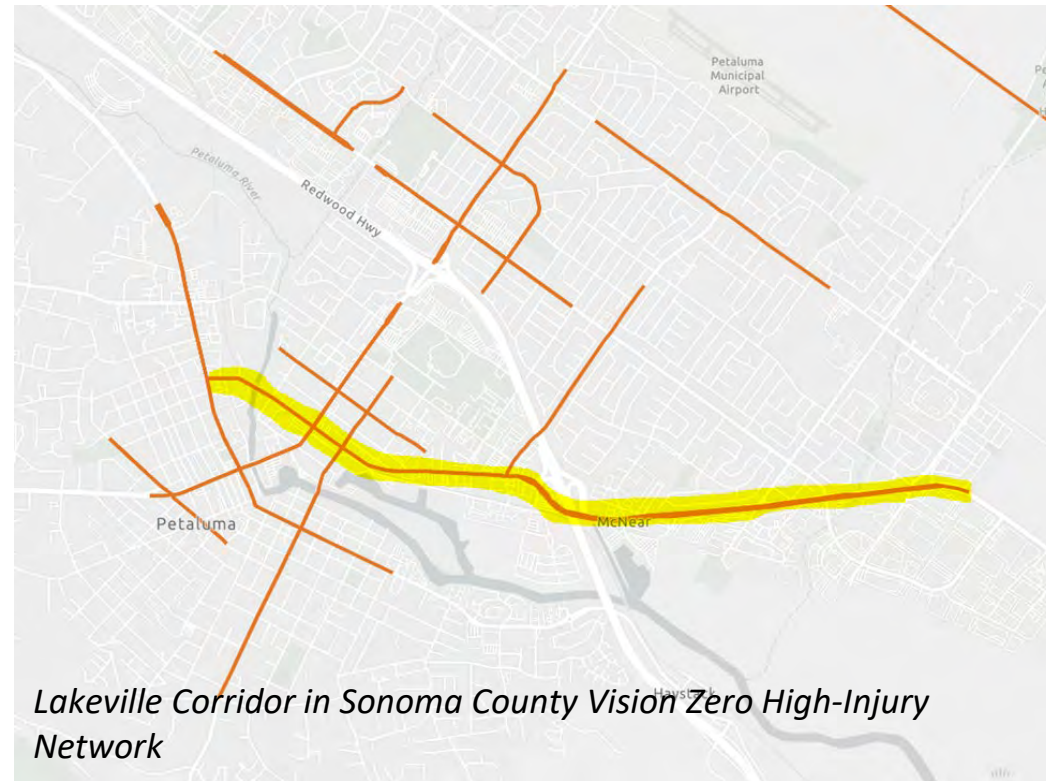 Petaluma
Municipal
Airport
Petaluma River
Redwood Hwy
Petaluma
McNear
Haystack
Lakeville Corridor in Sonoma County Vision Zero High-Injury
Network